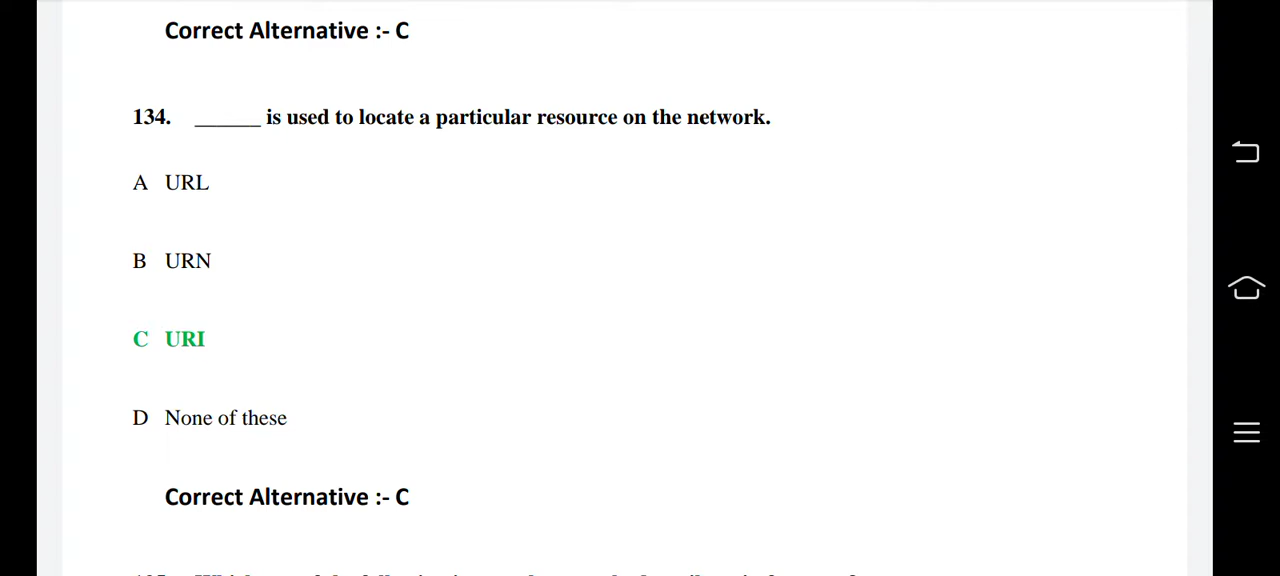 Correct Alternative :- C
134. ______ is used to locate a particular resource on the network.
A URL
B URN
C URI
D None of these
Correct Alternative :- C